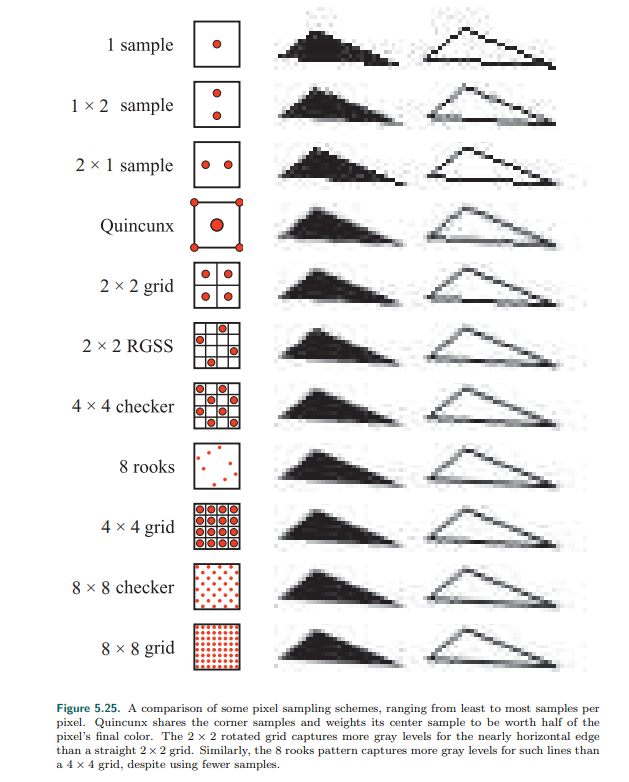 1 sample
1 × 2 sample
2 × 1 sample
Quincunx
2 × 2 grid
2 × 2 RGSS
4 × 4 checker
8 rooks
4 × 4 grid
8 × 8 checker
8 × 8 grid
Figure 5.25. A comparison of some pixel sampling schemes, ranging from least to most samples per
pixel. Quincunx shares the corner samples and weights its center sample to be worth half of the
pixel's final color. The 2 × 2 rotated grid captures more gray levels for the nearly horizontal edge
than a straight 2 × 2 grid. Similarly, the 8 rooks pattern captures more gray levels for such lines than
a 4 × 4 grid, despite using fewer samples.